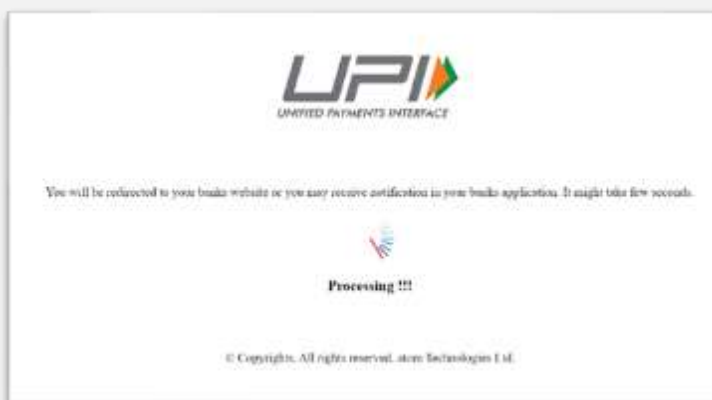 UPI
UNIFIED PAYMENTS INTERFACE
You will be redirected to your banks website or you may receive notification in your banks application. It might take few seconds.
Processing !!!
© Copyrights. All rights reserved. Technologies Ltd.